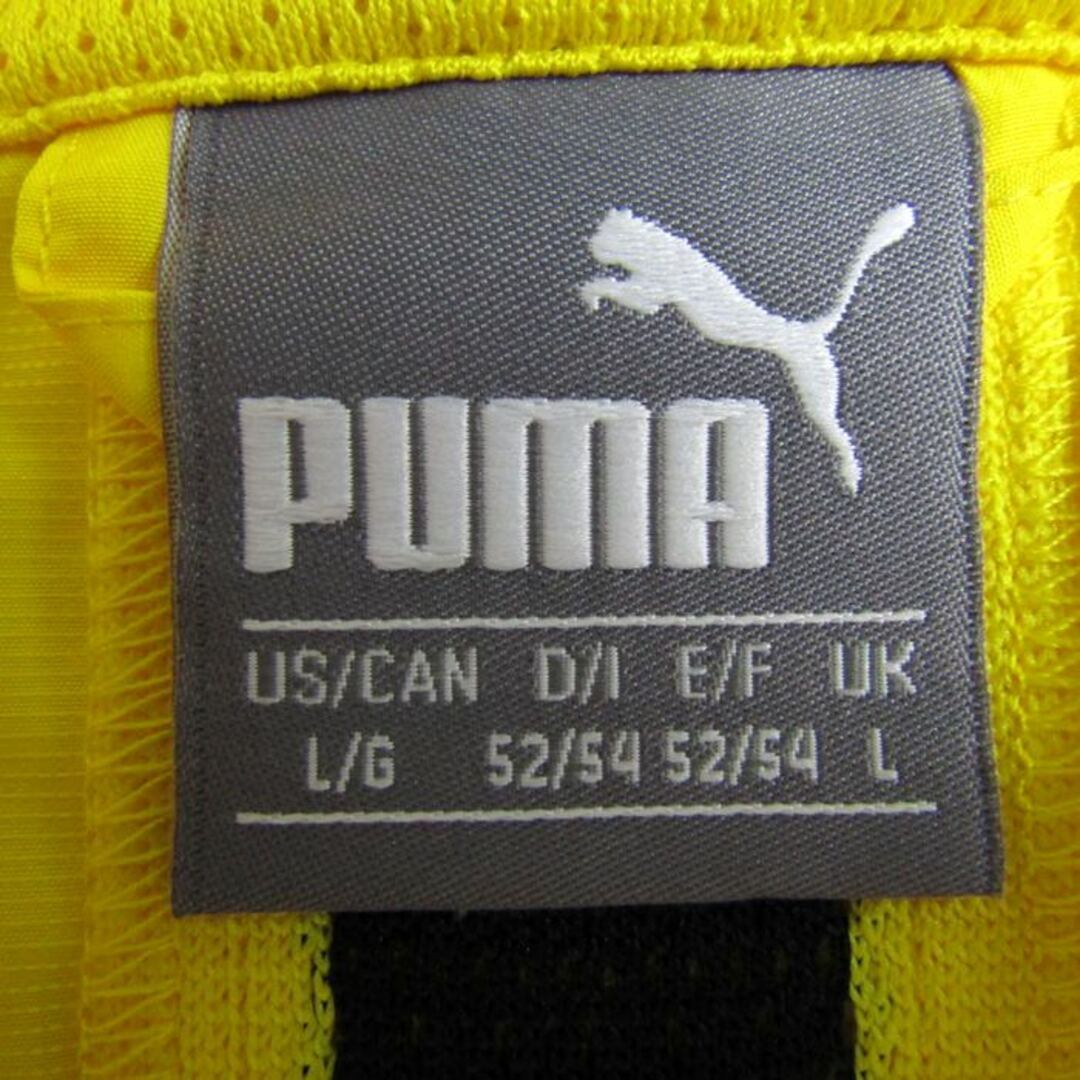 PUMA
US/CAN D/I E/F UK
L/G 52/54 52/54 L